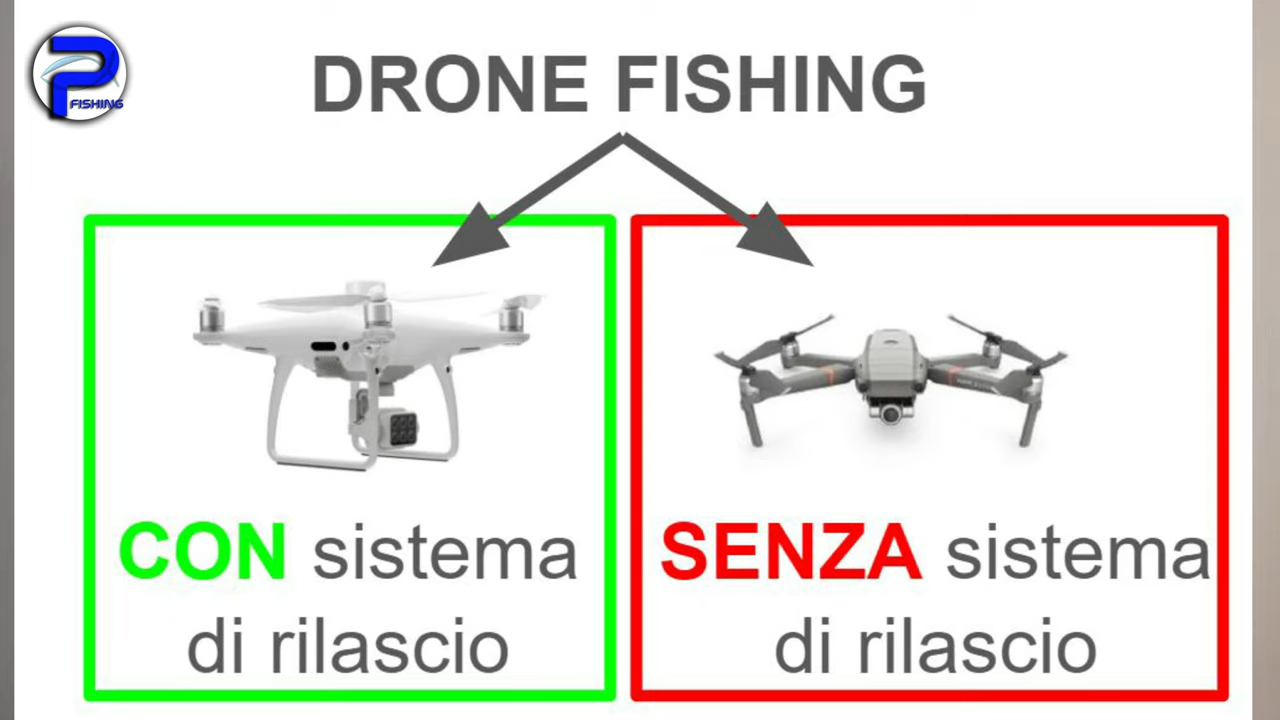 P
FISHING
DRONE FISHING
CON sistema
di rilascio
SENZA sistema
di rilascio